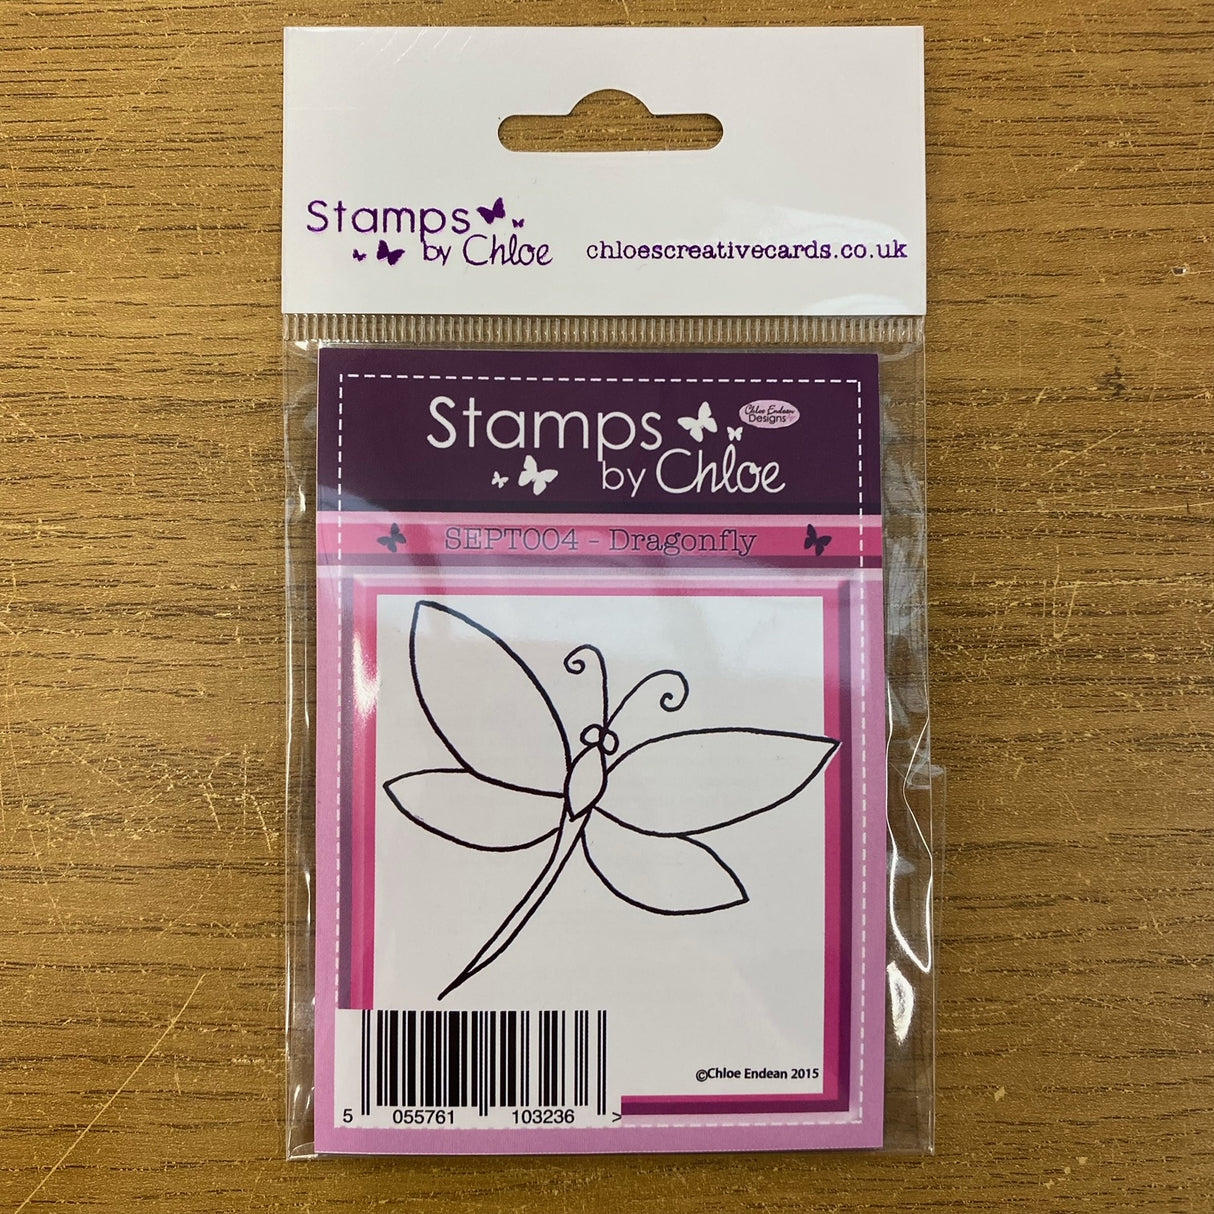 Stamps
by Chloe
chloescreativecards.co.uk
Stamps
by Chloe
Chloe Endean
Designs
SEPT004 - Dragonfly
©Chloe Endean 2015
5 055761 103236 >